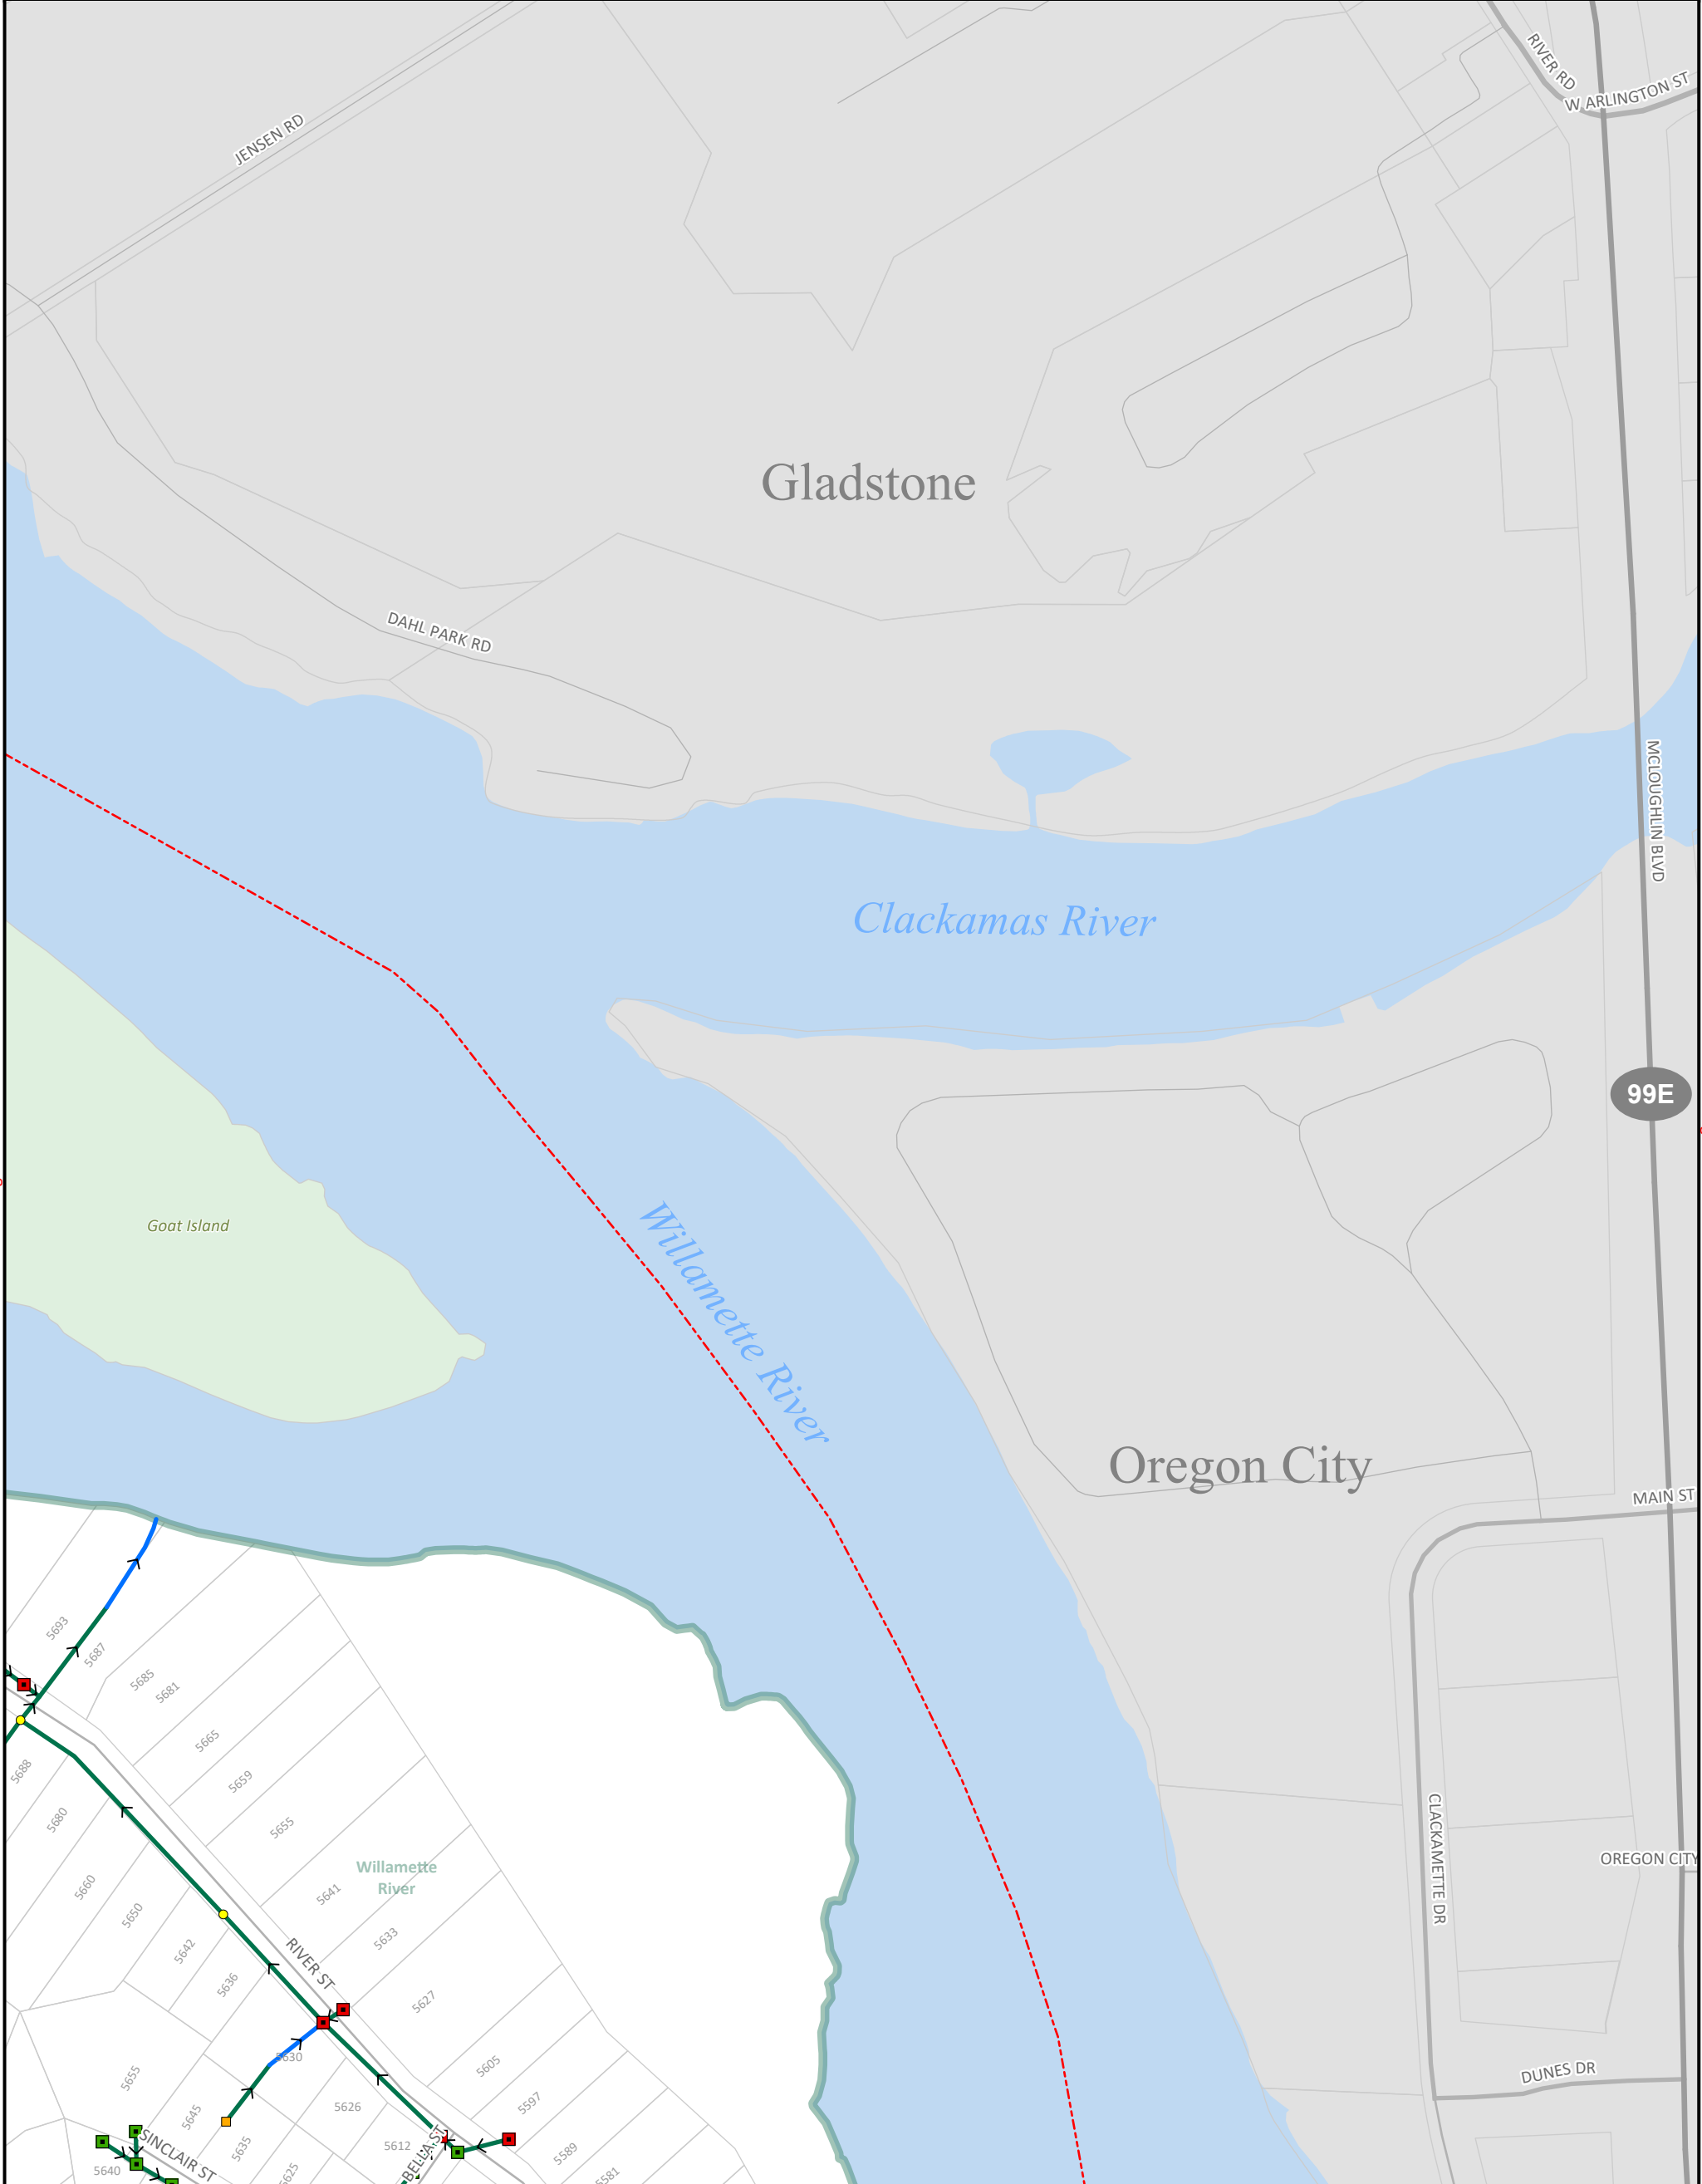 RIVER RD
W ARLINGTON ST
JENSEN RD
Gladstone
DAHL PARK RD
MCLOUGHLIN BLVD
Clackamas River
99E
Goat Island
Willamette River
Oregon City
MAIN ST
5693
5687
5685
5681
5665
5688
5659
5680
5655
CLACKAMETTE DR
OREGON CITY
Willamette
River
5660
5641
5650
5633
5642
RIVER ST
5636
5627
5630
5655
5605
DUNES DR
5597
5626
5645
SINCLAIR ST
5635
5612
BELLA ST
5589
5640
5625
5581